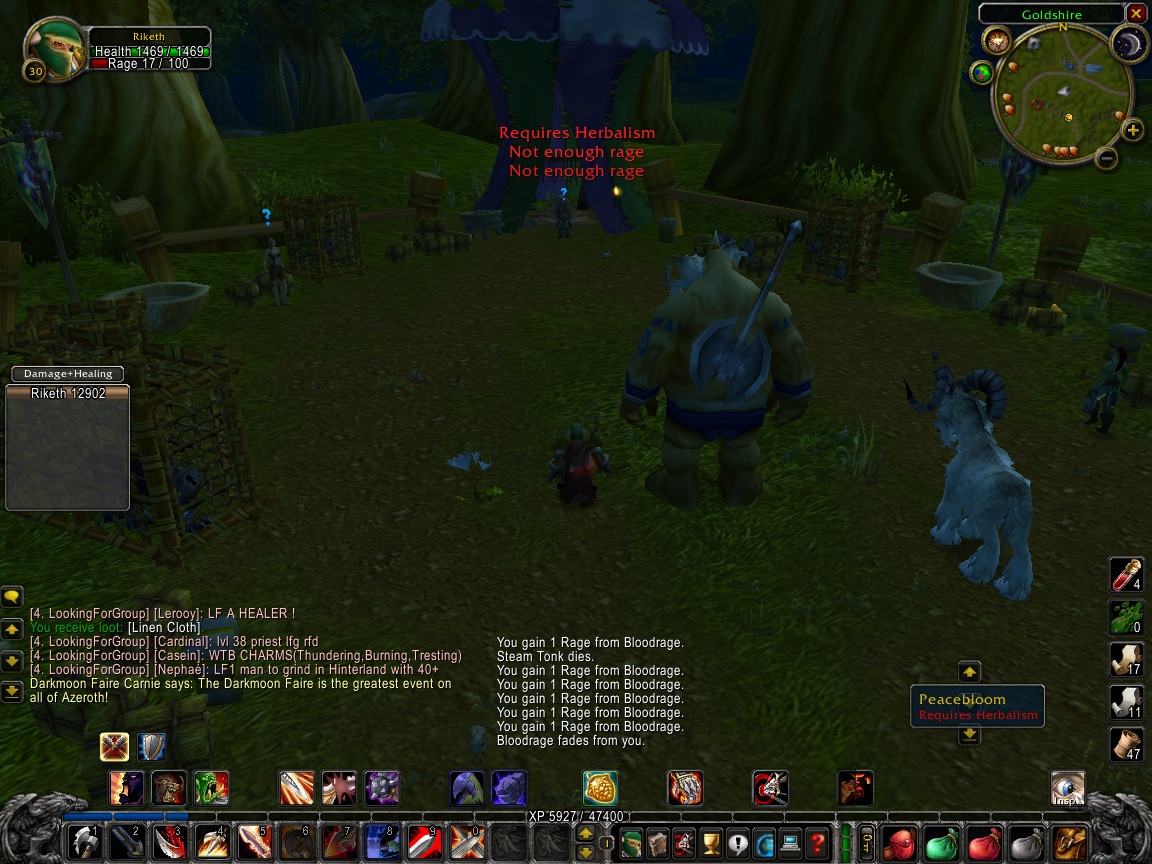 Riketh
Health 1469 / 1469
30
Rage 17 / 100
Goldshire
N
Requires Herbalism
Not enough rage
Not enough rage
Damage+Healing
Riketh 12902
[4. LookingForGroup] [Lerooy]: LF A HEALER !
You receive loot: [Linen Cloth]
[4. LookingForGroup] [Cardinal]: lvl 38 priest lfg rfd
[4. LookingForGroup] [Casein]: WTB CHARMS(Thundering,Burning,Tresting)
[4. LookingForGroup] [Nephaë]: LF1 man to grind in Hinterland with 40+
Darkmoon Faire Carnie says: The Darkmoon Faire is the greatest event on
all of Azeroth!
You gain 1 Rage from Bloodrage.
Steam Tonk dies.
You gain 1 Rage from Bloodrage.
You gain 1 Rage from Bloodrage.
You gain 1 Rage from Bloodrage.
You gain 1 Rage from Bloodrage.
You gain 1 Rage from Bloodrage.
Bloodrage fades from you.
Peacebloom
Requires Herbalism
4
0
17
11
47
Insp
XP 5927 / 47400
1 2 3 4 5 6 7 8 9 0
1